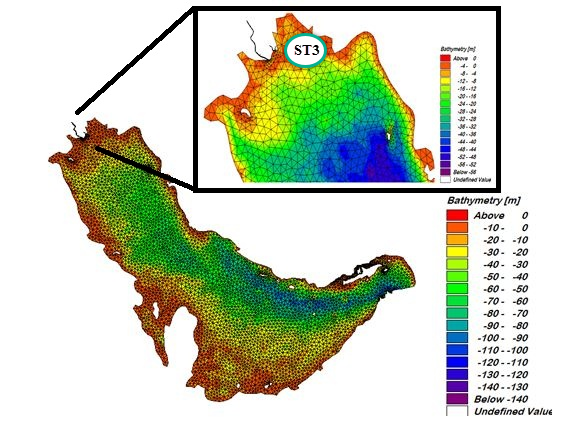 ST3
Bathymetry [m]
Above 0
-4 - 0
-8 - -4
-12 - -8
-16 - -12
-20 - -16
-24 - -20
-28 - -24
-32 - -28
-36 - -32
-40 - -36
-44 - -40
-48 - -44
-52 - -48
-56 - -52
Below -56
Undefined Value
Bathymetry [m]
Above 0
-10 - 0
-20 - -10
-30 - -20
-40 - -30
-50 - -40
-60 - -50
-70 - -60
-80 - -70
-90 - -80
-100 - -90
-110 - -100
-120 - -110
-130 - -120
-140 - -130
Below -140
Undefined Value